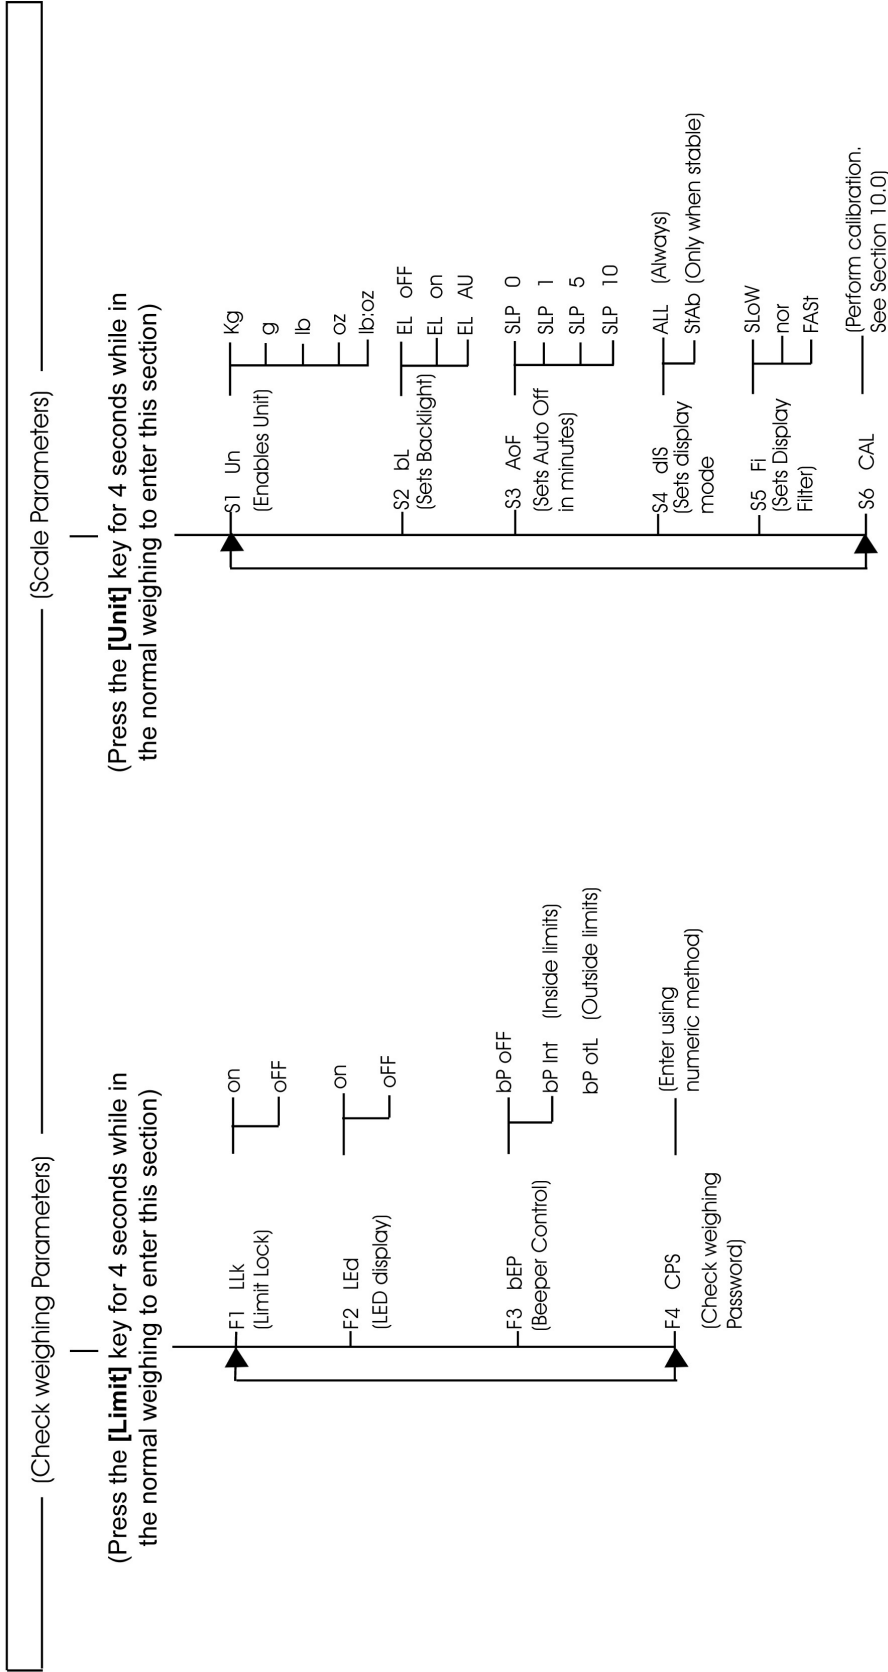 (Check weighing Parameters)
(Press the [Limit] key for 4 seconds while in
the normal weighing to enter this section)
F1 LLk
(Limit Lock)
on
oFF
F2 LEd
(LED display)
on
oFF
F3 bEP
(Beeper Control)
bP oFF
bP Int (Inside limits)
bP otL (Outside limits)
F4 CPS
(Check weighing
Password)
(Enter using
numeric method)
(Scale Parameters)
(Press the [Unit] key for 4 seconds while in
the normal weighing to enter this section)
S1 Un
(Enables Unit)
Kg
g
lb
oz
lb:oz
S2 bL
(Sets Backlight)
EL oFF
EL on
EL AU
S3 AoF
(Sets Auto Off
in minutes)
SLP 0
SLP 1
SLP 5
SLP 10
S4 dIS
(Sets display
mode
ALL (Always)
StAb (Only when stable)
S5 Fi
(Sets Display
Filter)
SLoW
nor
FASt
S6 CAL
(Perform calibration.
See Section 10.0)